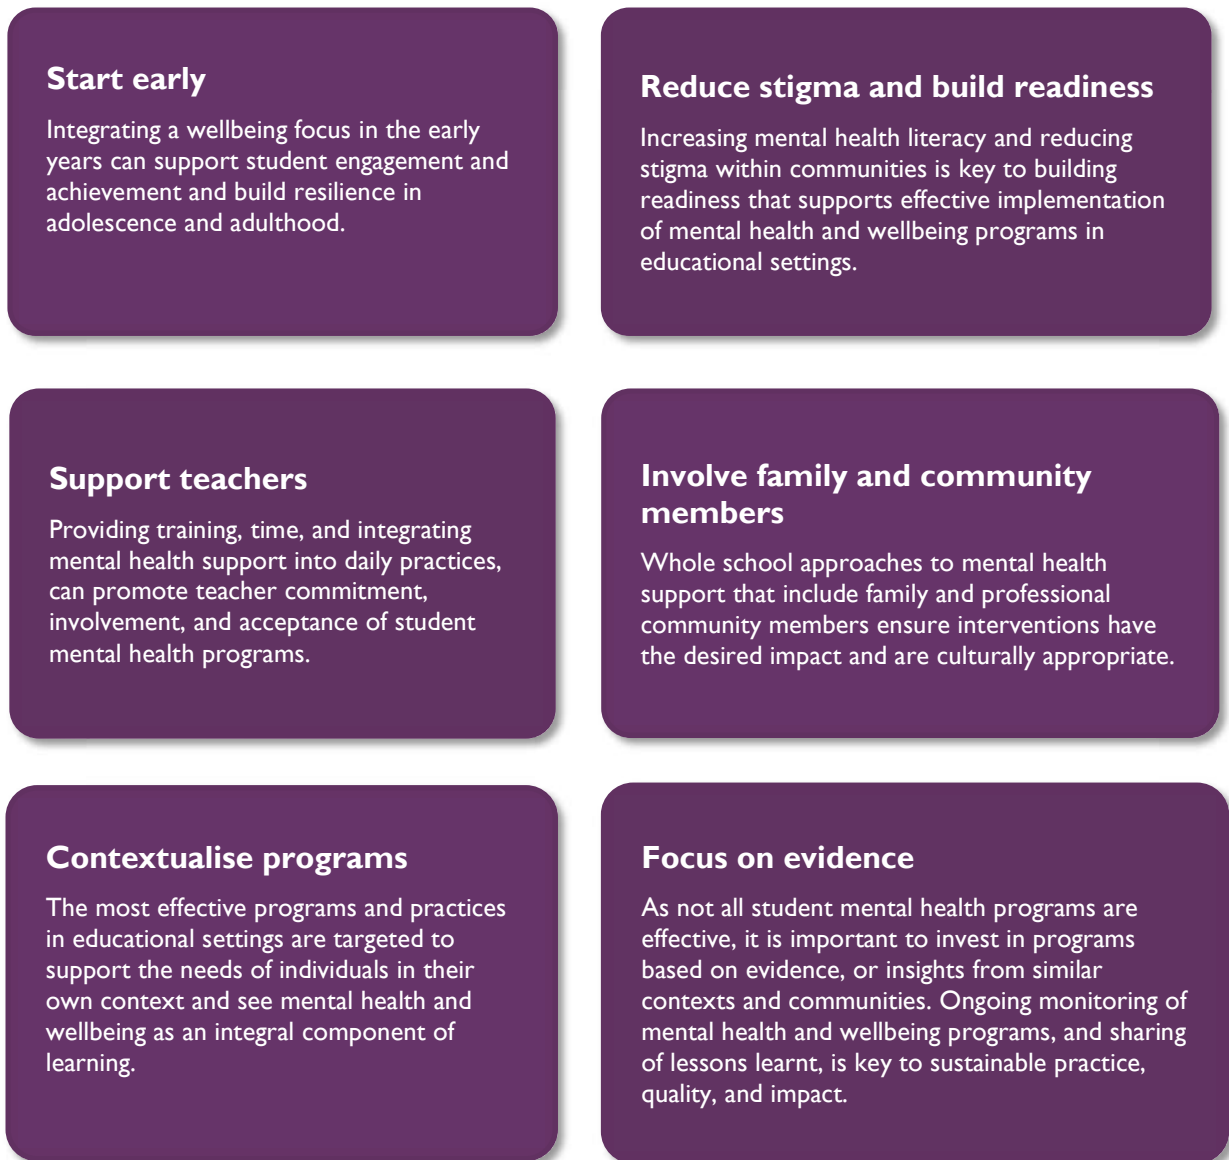 Start early
Integrating a wellbeing focus in the early
years can support student engagement and
achievement and build resilience in
adolescence and adulthood.
Reduce stigma and build readiness
Increasing mental health literacy and reducing
stigma within communities is key to building
readiness that supports effective implementation
of mental health and wellbeing programs in
educational settings.
Support teachers
Providing training, time, and integrating
mental health support into daily practices,
can promote teacher commitment,
involvement, and acceptance of student
mental health programs.
Involve family and community
members
Whole school approaches to mental health
support that include family and professional
community members ensure interventions have
the desired impact and are culturally appropriate.
Contextualise programs
The most effective programs and practices
in educational settings are targeted to
support the needs of individuals in their
own context and see mental health and
wellbeing as an integral component of
learning.
Focus on evidence
As not all student mental health programs are
effective, it is important to invest in programs
based on evidence, or insights from similar
contexts and communities. Ongoing monitoring of
mental health and wellbeing programs, and sharing
of lessons learnt, is key to sustainable practice,
quality, and impact.